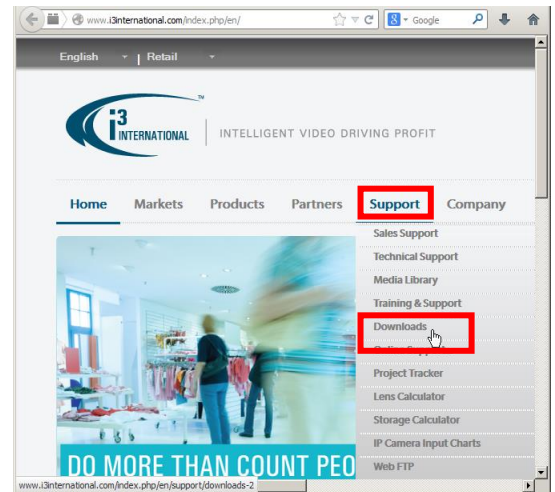 www.i3international.com/index.php/en/
Google
English | Retail
i3
INTERNATIONAL
TM
INTELLIGENT VIDEO DRIVING PROFIT
Home Markets Products Partners Support Company
Sales Support
Technical Support
Media Library
Training & Support
Downloads
Project Tracker
Lens Calculator
Storage Calculator
IP Camera Input Charts
Web FTP
DO MORE THAN COUNT PEO
www.i3international.com/index.php/en/support/downloads-2